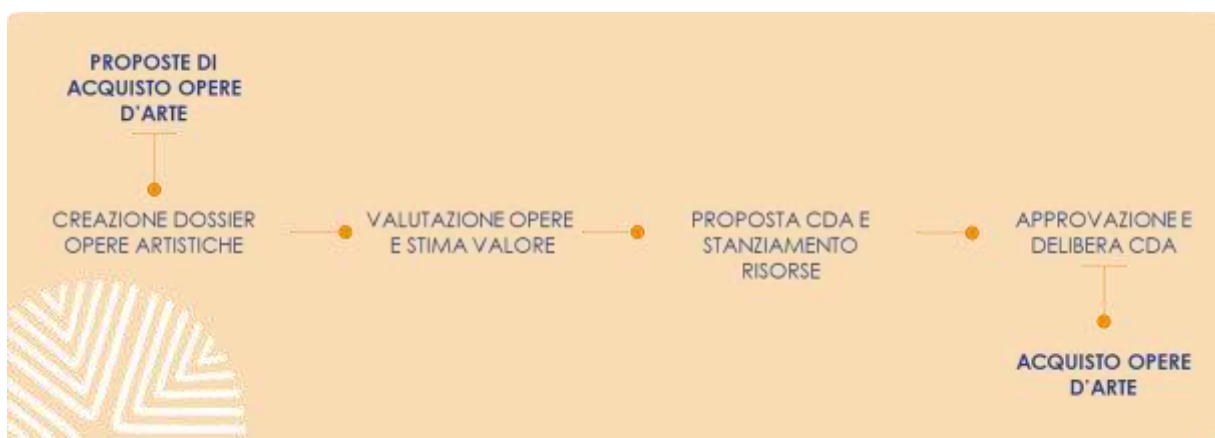 PROPOSTE DI
ACQUISTO OPERE
D'ARTE
CREAZIONE DOSSIER
OPERE ARTISTICHE
VALUTAZIONE OPERE
E STIMA VALORE
PROPOSTA CDA E
STANZIAMENTO
RISORSE
APPROVAZIONE E
DELIBERA CDA
ACQUISTO OPERE
D'ARTE